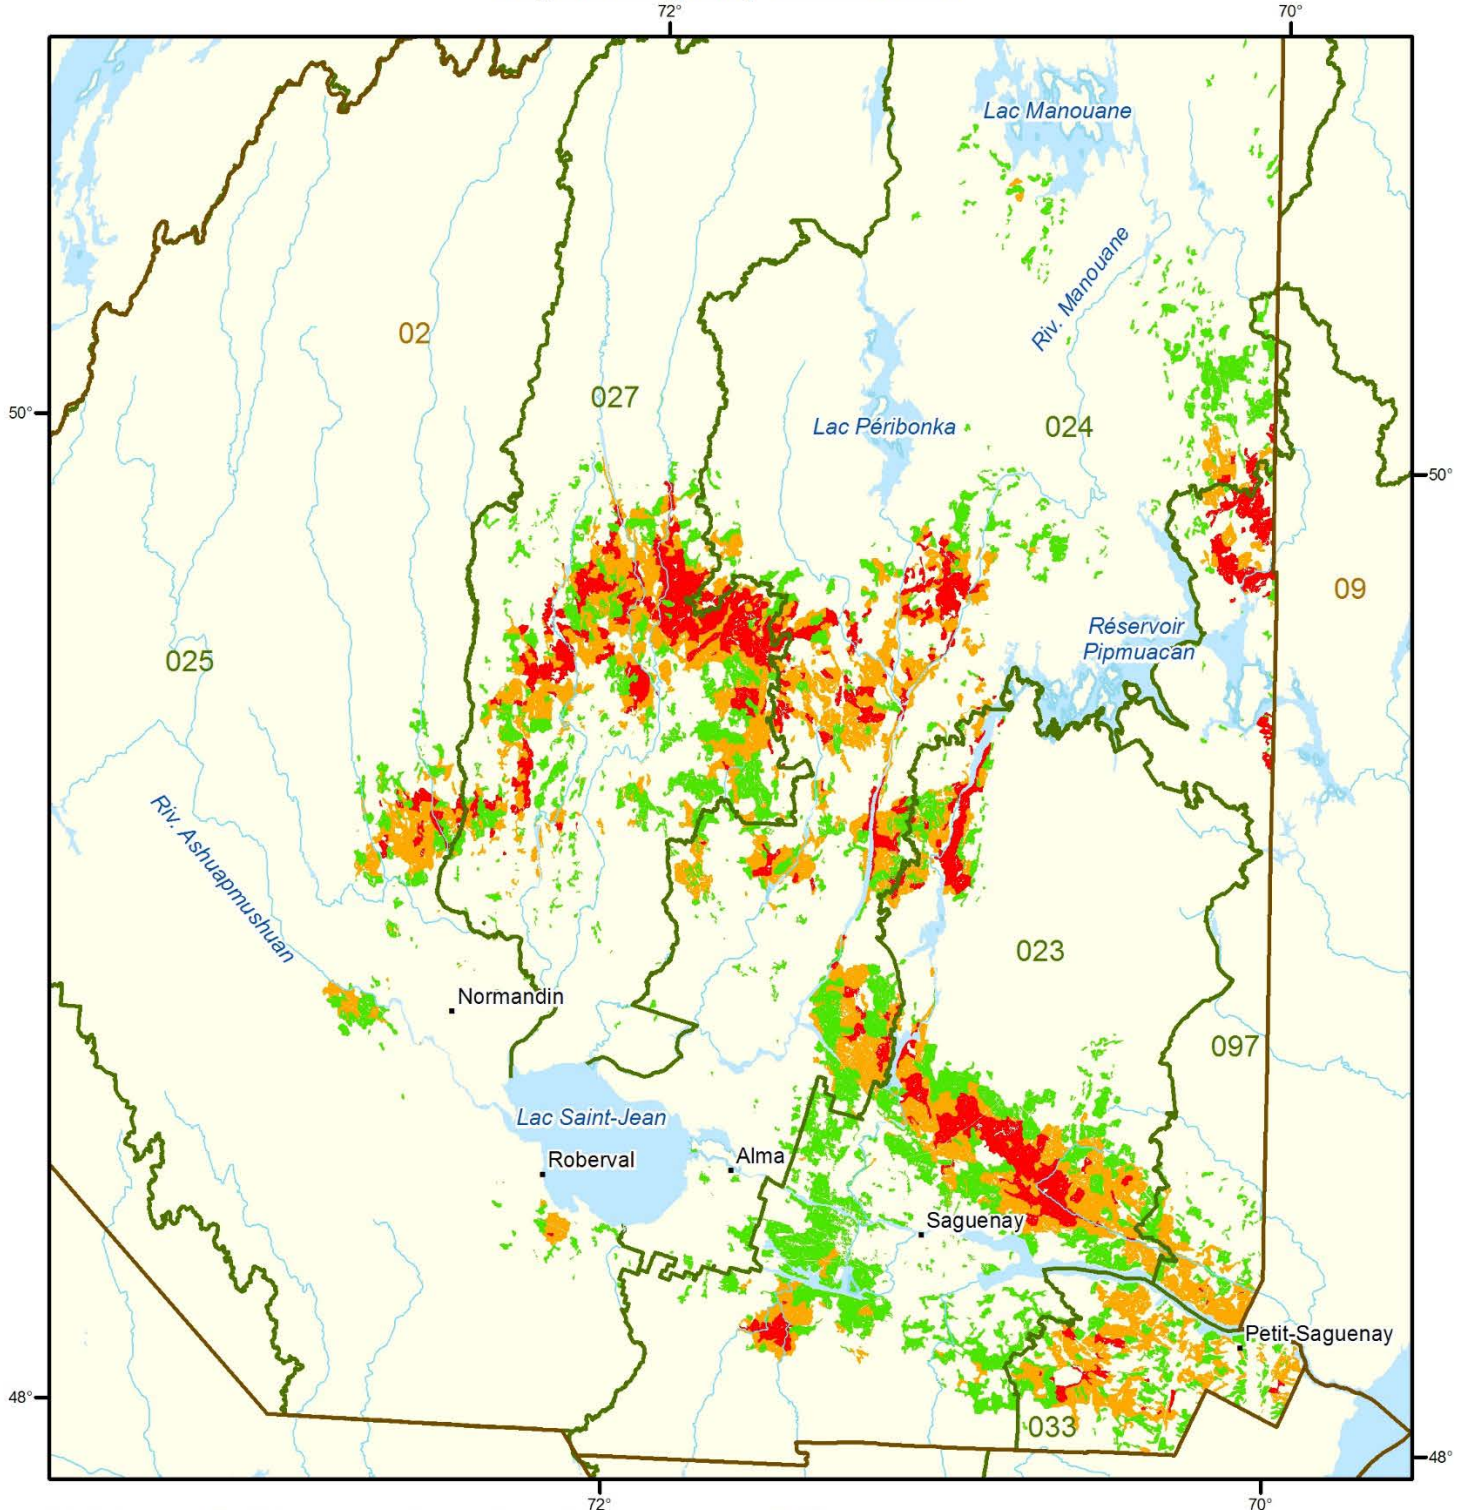 72°
70°
Lac Manouane
Riv. Manouane
02
027
50°
Lac Péribonka
024
50°
09
Réservoir
Pipmuacan
025
Riv. Ashuapmushuan
023
Normandin
097
Lac Saint-Jean
Roberval
Alma
Saguenay
Petit-Saguenay
48°
033
48°
72°
70°